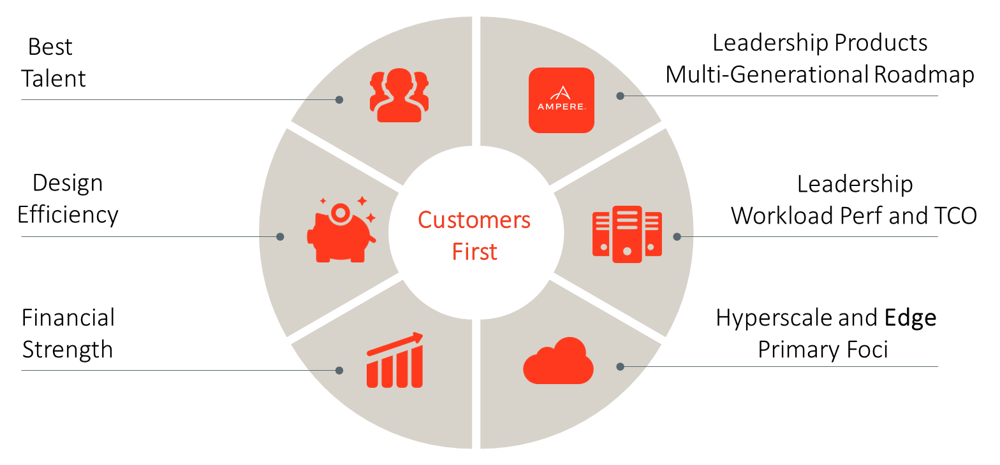 Best
Talent
Leadership Products
Multi-Generational Roadmap
AMPERE™
Design
Efficiency
Leadership
Workload Perf and TCO
Customers
First
Financial
Strength
Hyperscale and Edge
Primary Foci